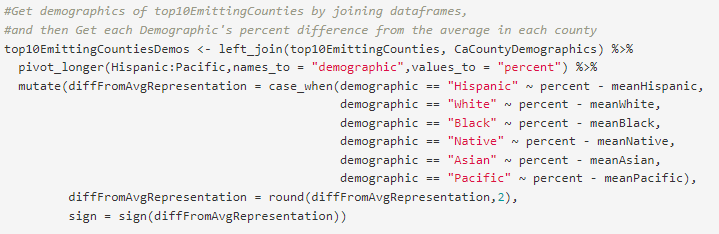 #Get demographics of top10EmittingCounties by joining dataframes,
#and then Get each Demographic's percent difference from the average in each county
top10EmittingCountiesDemos <- left_join(top10EmittingCounties, CaCountyDemographics) %>%
  pivot_longer(Hispanic:Pacific,names_to = "demographic",values_to = "percent") %>%
  mutate(diffFromAvgRepresentation = case_when(demographic == "Hispanic" ~ percent - meanHispanic,
                                               demographic == "White" ~ percent - meanWhite,
                                               demographic == "Black" ~ percent - meanBlack,
                                               demographic == "Native" ~ percent - meanNative,
                                               demographic == "Asian" ~ percent - meanAsian,
                                               demographic == "Pacific" ~ percent - meanPacific),
         diffFromAvgRepresentation = round(diffFromAvgRepresentation,2),
         sign = sign(diffFromAvgRepresentation))